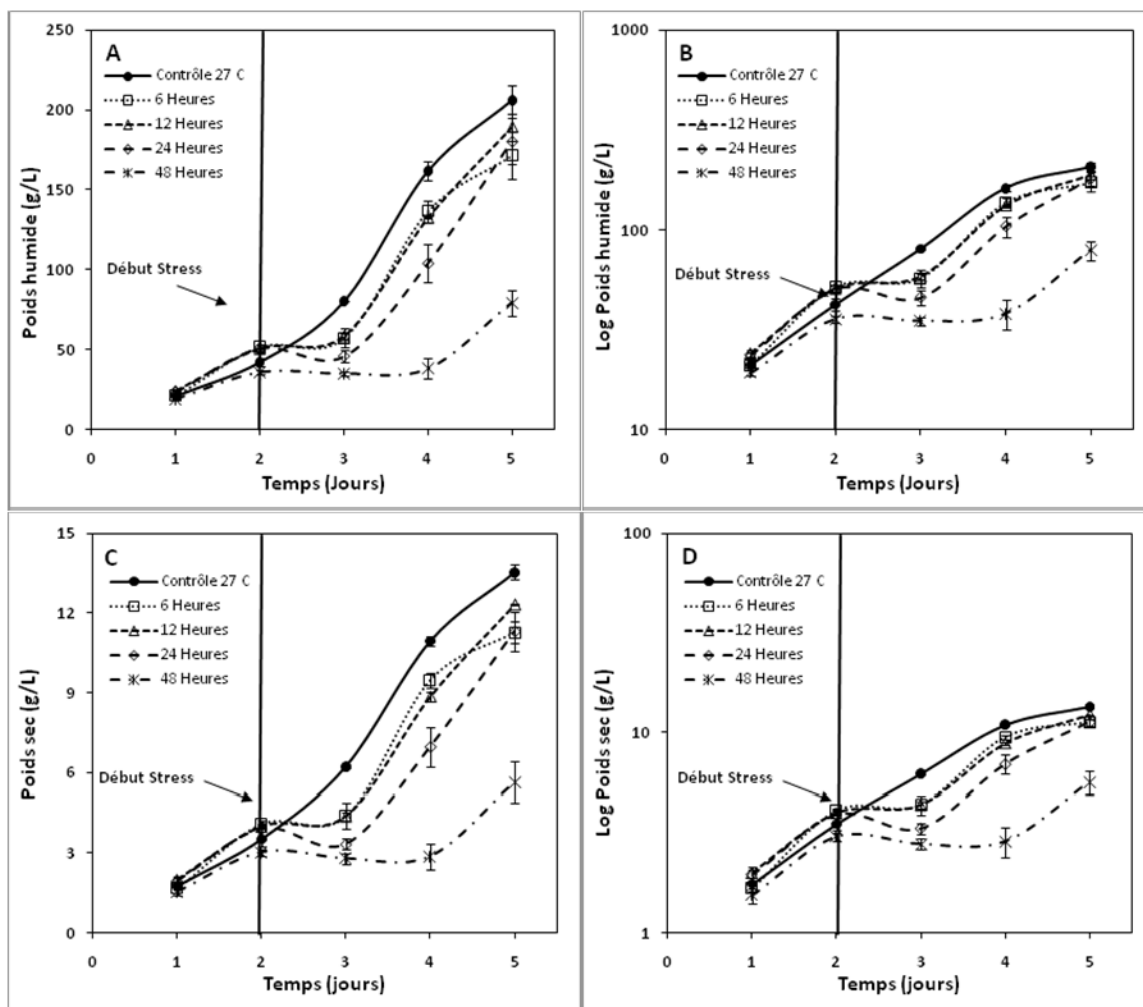 A
Contrôle 27 C
6 Heures
12 Heures
24 Heures
48 Heures
Début Stress
Poids humide (g/L)
250
200
150
100
50
0
0 1 2 3 4 5
Temps (Jours)
B
Contrôle 27 C
6 Heures
12 Heures
24 Heures
48 Heures
Début Stress
Log Poids humide (g/L)
1000
100
10
0 1 2 3 4 5
Temps (Jours)
C
Contrôle 27 C
6 Heures
12 Heures
24 Heures
48 Heures
Début Stress
Poids sec (g/L)
15
12
9
6
3
0
0 1 2 3 4 5
Temps (jours)
D
Contrôle 27 C
6 Heures
12 Heures
24 Heures
48 Heures
Début Stress
Log Poids sec (g/L)
100
10
1
0 1 2 3 4 5
Temps (jours)